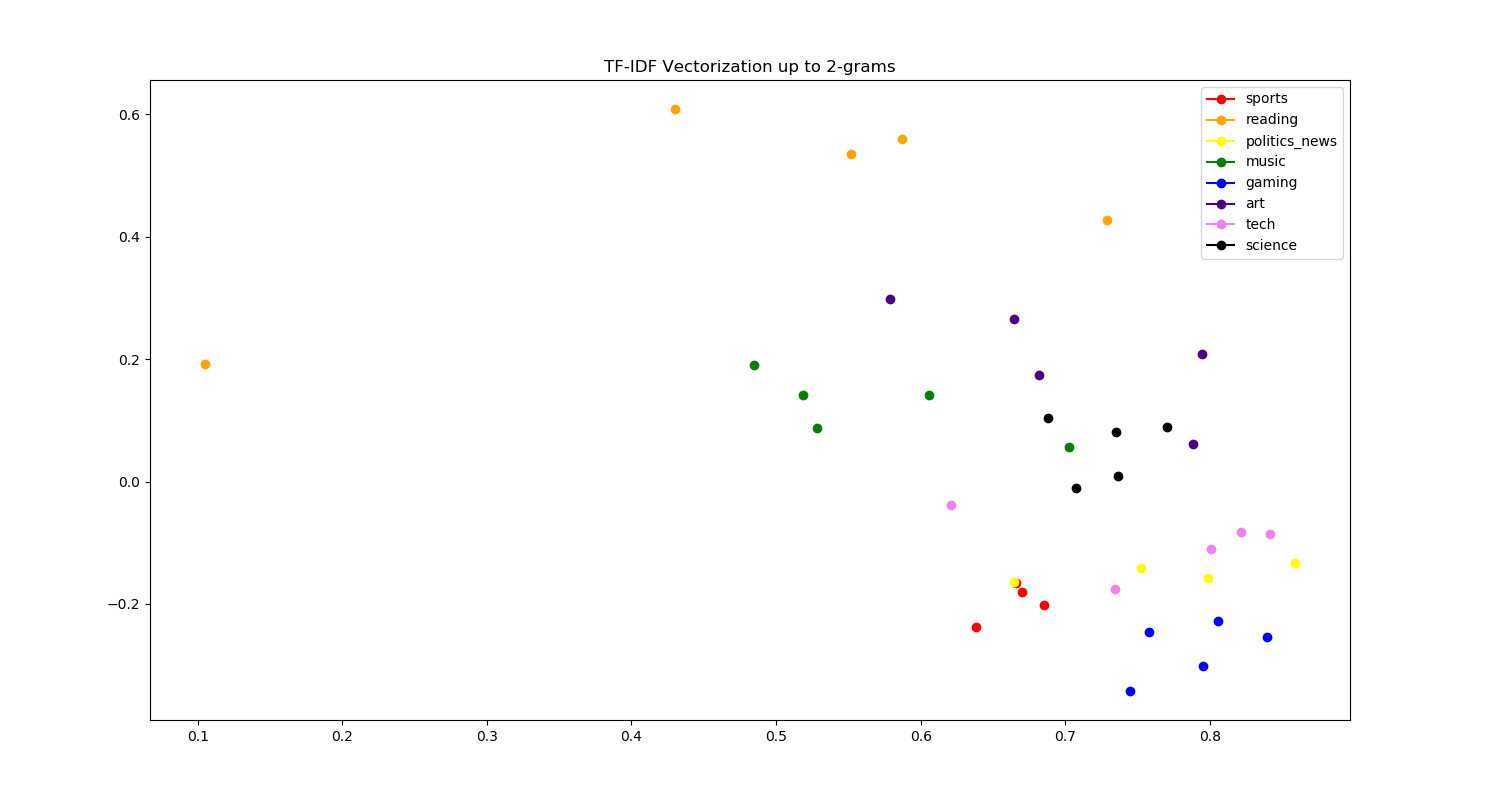 TF-IDF Vectorization up to 2-grams
sports
reading
politics_news
music
gaming
art
tech
science
0.6
0.4
0.2
0.0
−0.2
0.1
0.2
0.3
0.4
0.5
0.6
0.7
0.8